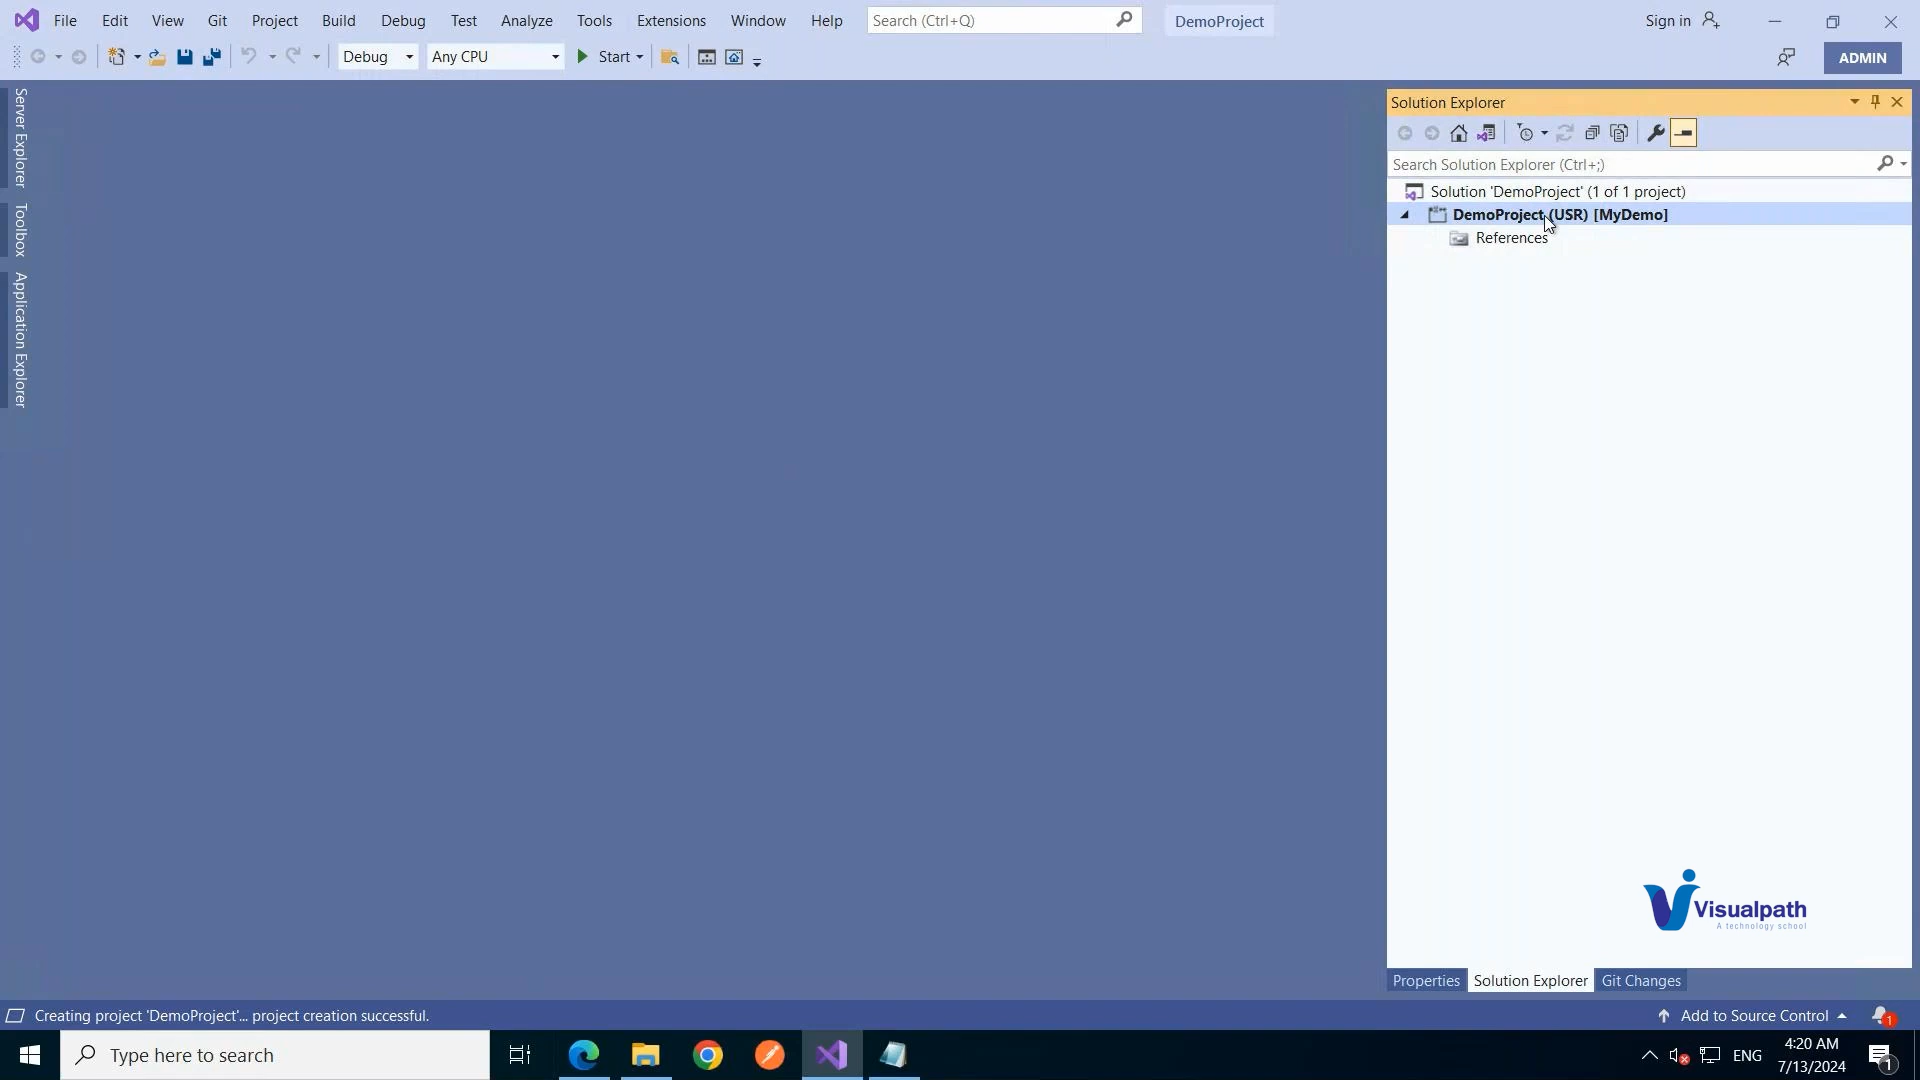 File Edit View Git Project Build Debug Test Analyze Tools Extensions Window Help Search (Ctrl+Q) DemoProject Sign in
Debug Any CPU Start ADMIN
Server Explorer
Toolbox
Application Explorer
Solution Explorer
Search Solution Explorer (Ctrl+;)
Solution 'DemoProject' (1 of 1 project)
DemoProject (USR) [MyDemo]
References
Visualpath
A technology school
Properties Solution Explorer Git Changes
Creating project 'DemoProject'... project creation successful. Add to Source Control 1
Type here to search ENG 4:20 AM
7/13/2024 1